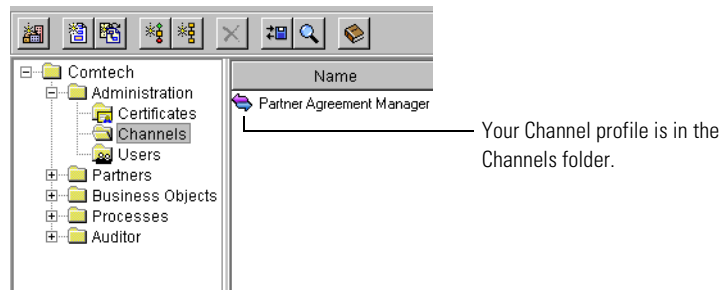 Comtech
Administration
Certificates
Channels
Users
Partners
Business Objects
Processes
Auditor
Name
Partner Agreement Manager
Your Channel profile is in the
Channels folder.